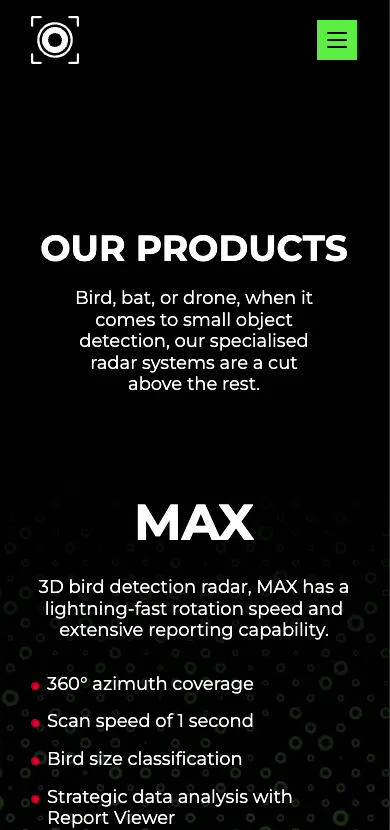 OUR PRODUCTS
Bird, bat, or drone, when it
comes to small object
detection, our specialised
radar systems are a cut
above the rest.
MAX
3D bird detection radar, MAX has a
lightning-fast rotation speed and
extensive reporting capability.
360º azimuth coverage
Scan speed of 1 second
Bird size classification
Strategic data analysis with
Report Viewer